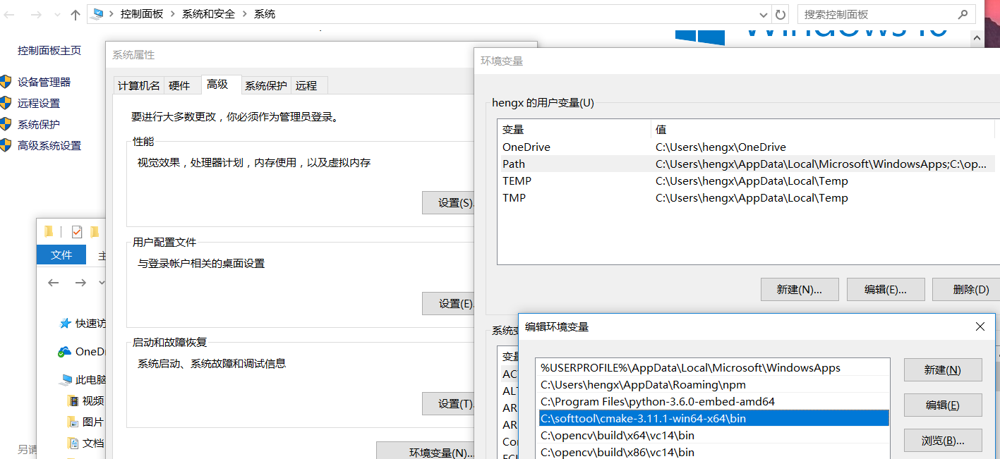 控制面板 > 系统和安全 > 系统
搜索控制面板
Windows 10
控制面板主页
设备管理器
远程设置
系统保护
高级系统设置
系统属性
计算机名 硬件 高级 系统保护 远程
要进行大多数更改，你必须作为管理员登录。
性能
视觉效果，处理器计划，内存使用，以及虚拟内存
设置(S)
用户配置文件
与登录帐户相关的桌面设置
设置(E)
启动和故障恢复
系统启动、系统故障和调试信息
设置(T)
环境变量(N)...
文件 主
快速访
OneD
此电脑
视频
图片
文档
另请
环境变量
hengx 的用户变量(U)
变量 值
OneDrive C:\Users\hengx\OneDrive
Path C:\Users\hengx\AppData\Local\Microsoft\WindowsApps;C:\op...
TEMP C:\Users\hengx\AppData\Local\Temp
TMP C:\Users\hengx\AppData\Local\Temp
新建(N)... 编辑(E)... 删除(D)
系统变
变量
AC
AL
AR
AR
Co
编辑环境变量
%USERPROFILE%\AppData\Local\Microsoft\WindowsApps
C:\Users\hengx\AppData\Roaming\npm
C:\Program Files\python-3.6.0-embed-amd64
C:\softtool\cmake-3.11.1-win64-x64\bin
C:\opencv\build\x64\vc14\bin
C:\opencv\build\x86\vc14\bin
新建(N)
编辑(E)
浏览(B)...